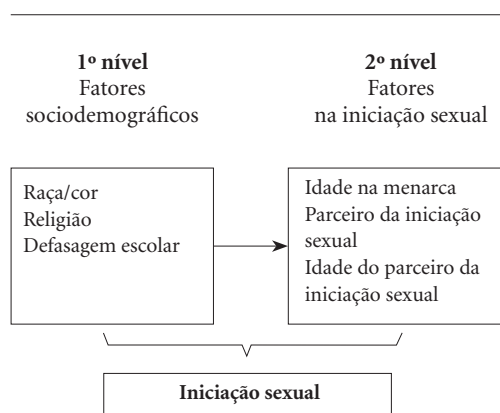 1º nível
Fatores
sociodemográficos
2º nível
Fatores
na iniciação sexual
Raça/cor
Religião
Defasagem escolar
Idade na menarca
Parceiro da iniciação
sexual
Idade do parceiro da
iniciação sexual
Iniciação sexual